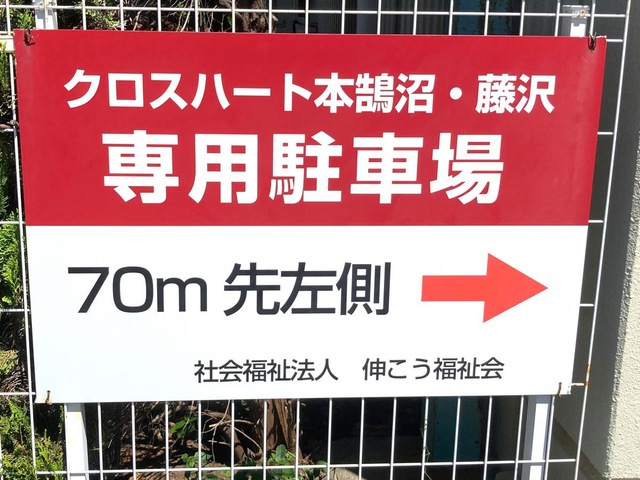 クロスハート本鵠沼・藤沢
専用駐車場
70m 先左側
社会福祉法人 伸こう福祉会